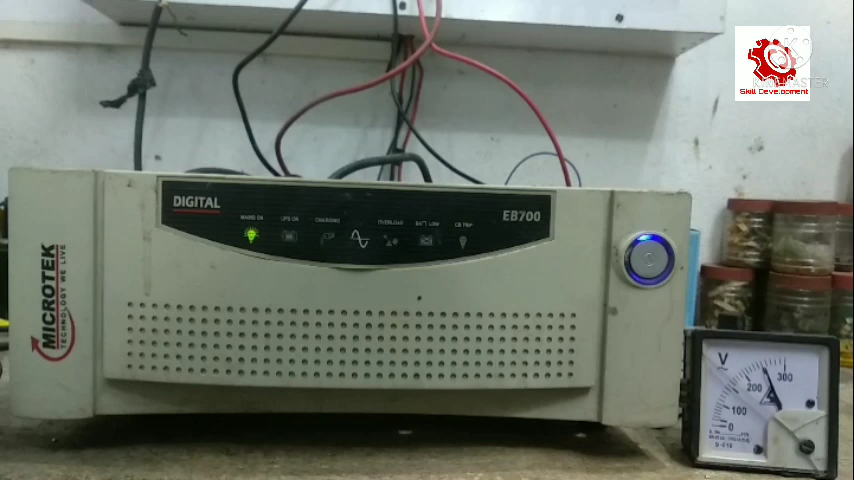 KINEMASTER
Skill Development
DIGITAL
EB700
MAINS ON
UPS ON
CHARGING
OVERLOAD
BATT. LOW
CB TRIP
MICROTEK
TECHNOLOGY WE LIVE
V
300
200
100
0